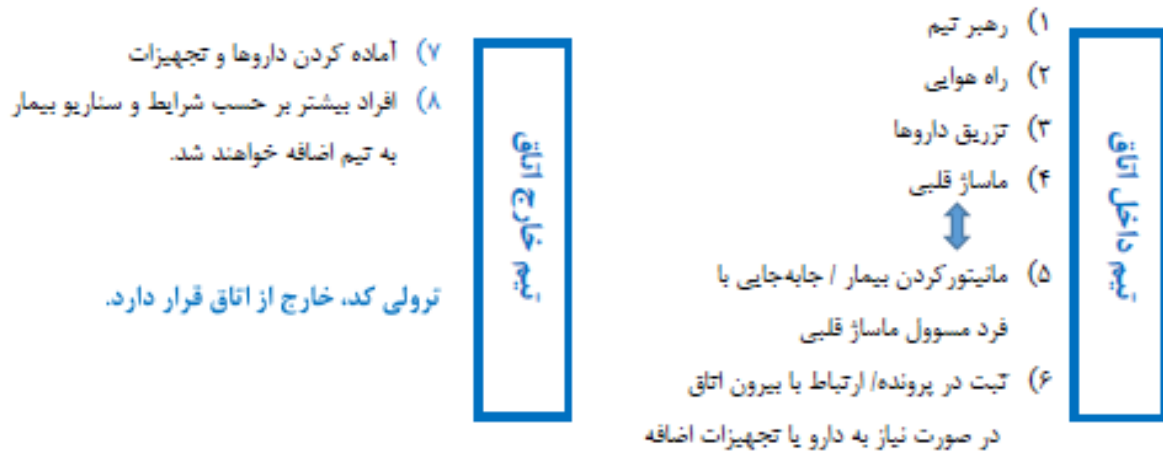 تیم داخل اتاق
۱) رهبر تیم
۲) راه هوایی
۳) تزریق داروها
۴) ماساژ قلبی
۵) مانیتورکردن بیمار / جابه‌جایی با
فرد مسوول ماساژ قلبی
۶) ثبت در پرونده/ ارتباط با بیرون اتاق
در صورت نیاز به دارو یا تجهیزات اضافه
تیم خارج اتاق
۷) آماده کردن داروها و تجهیزات
۸) افراد بیشتر بر حسب شرایط و سناریو بیمار
به تیم اضافه خواهند شد.
ترولی کد، خارج از اتاق قرار دارد.